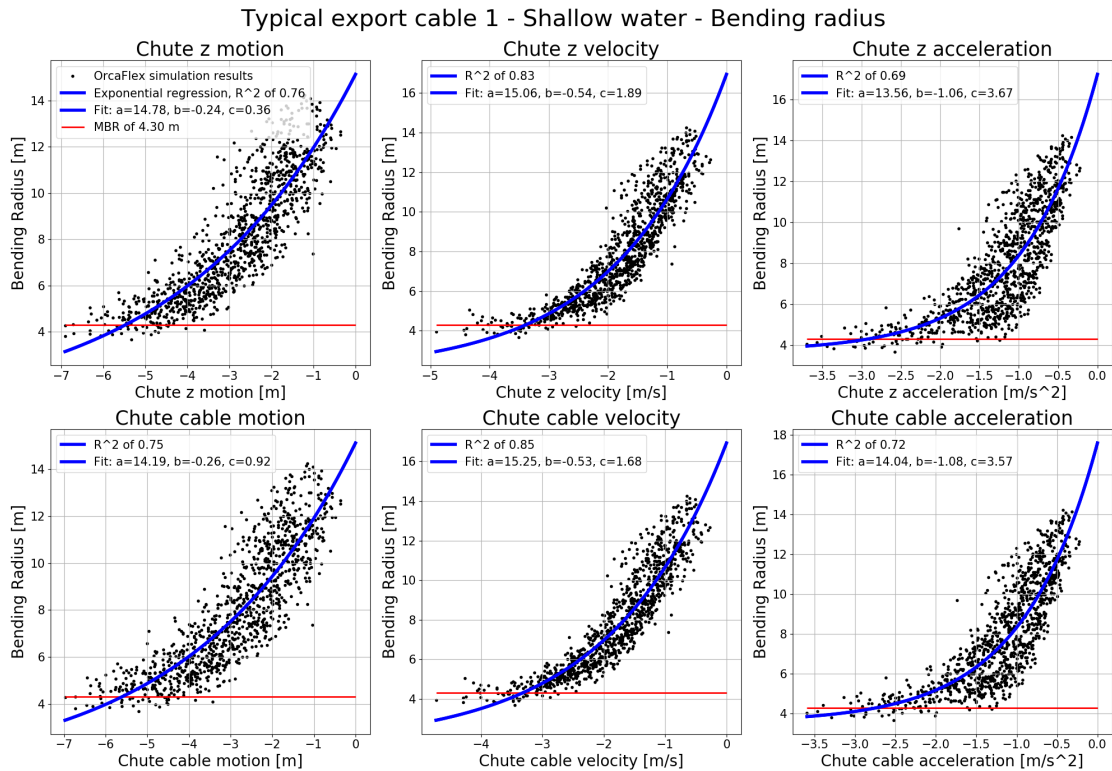 Typical export cable 1 - Shallow water - Bending radius
Chute z motion
OrcaFlex simulation results
Exponential regression, R^2 of 0.76
Fit: a=14.78, b=-0.24, c=0.36
MBR of 4.30 m
Bending Radius [m]
14
12
10
8
6
4
−7 −6 −5 −4 −3 −2 −1 0
Chute z motion [m]
Chute z velocity
R^2 of 0.83
Fit: a=15.06, b=-0.54, c=1.89
Bending Radius [m]
16
14
12
10
8
6
4
−5 −4 −3 −2 −1 0
Chute z velocity [m/s]
Chute z acceleration
R^2 of 0.69
Fit: a=13.56, b=-1.06, c=3.67
Bending Radius [m]
16
14
12
10
8
6
4
−3.5 −3.0 −2.5 −2.0 −1.5 −1.0 −0.5 0.0
Chute z acceleration [m/s^2]
Chute cable motion
R^2 of 0.75
Fit: a=14.19, b=-0.26, c=0.92
Bending Radius [m]
14
12
10
8
6
4
−7 −6 −5 −4 −3 −2 −1 0
Chute cable motion [m]
Chute cable velocity
R^2 of 0.85
Fit: a=15.25, b=-0.53, c=1.68
Bending Radius [m]
16
14
12
10
8
6
4
−4 −3 −2 −1 0
Chute cable velocity [m/s]
Chute cable acceleration
R^2 of 0.72
Fit: a=14.04, b=-1.08, c=3.57
Bending Radius [m]
18
16
14
12
10
8
6
4
−3.5 −3.0 −2.5 −2.0 −1.5 −1.0 −0.5 0.0
Chute cable acceleration [m/s^2]